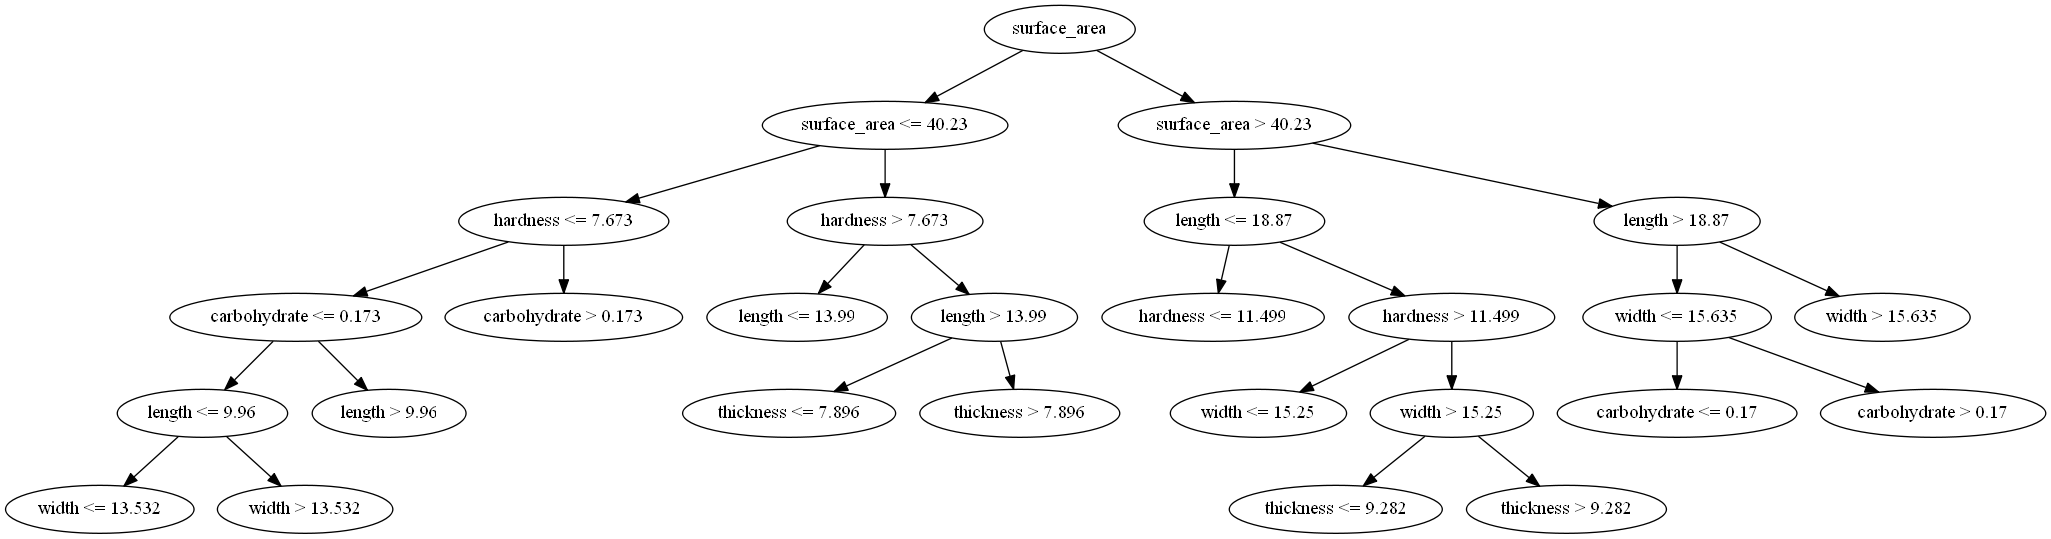 surface_area
surface_area <= 40.23
surface_area > 40.23
hardness <= 7.673
hardness > 7.673
length <= 18.87
length > 18.87
carbohydrate <= 0.173
carbohydrate > 0.173
length <= 13.99
length > 13.99
hardness <= 11.499
hardness > 11.499
width <= 15.635
width > 15.635
length <= 9.96
length > 9.96
thickness <= 7.896
thickness > 7.896
width <= 15.25
width > 15.25
carbohydrate <= 0.17
carbohydrate > 0.17
width <= 13.532
width > 13.532
thickness <= 9.282
thickness > 9.282